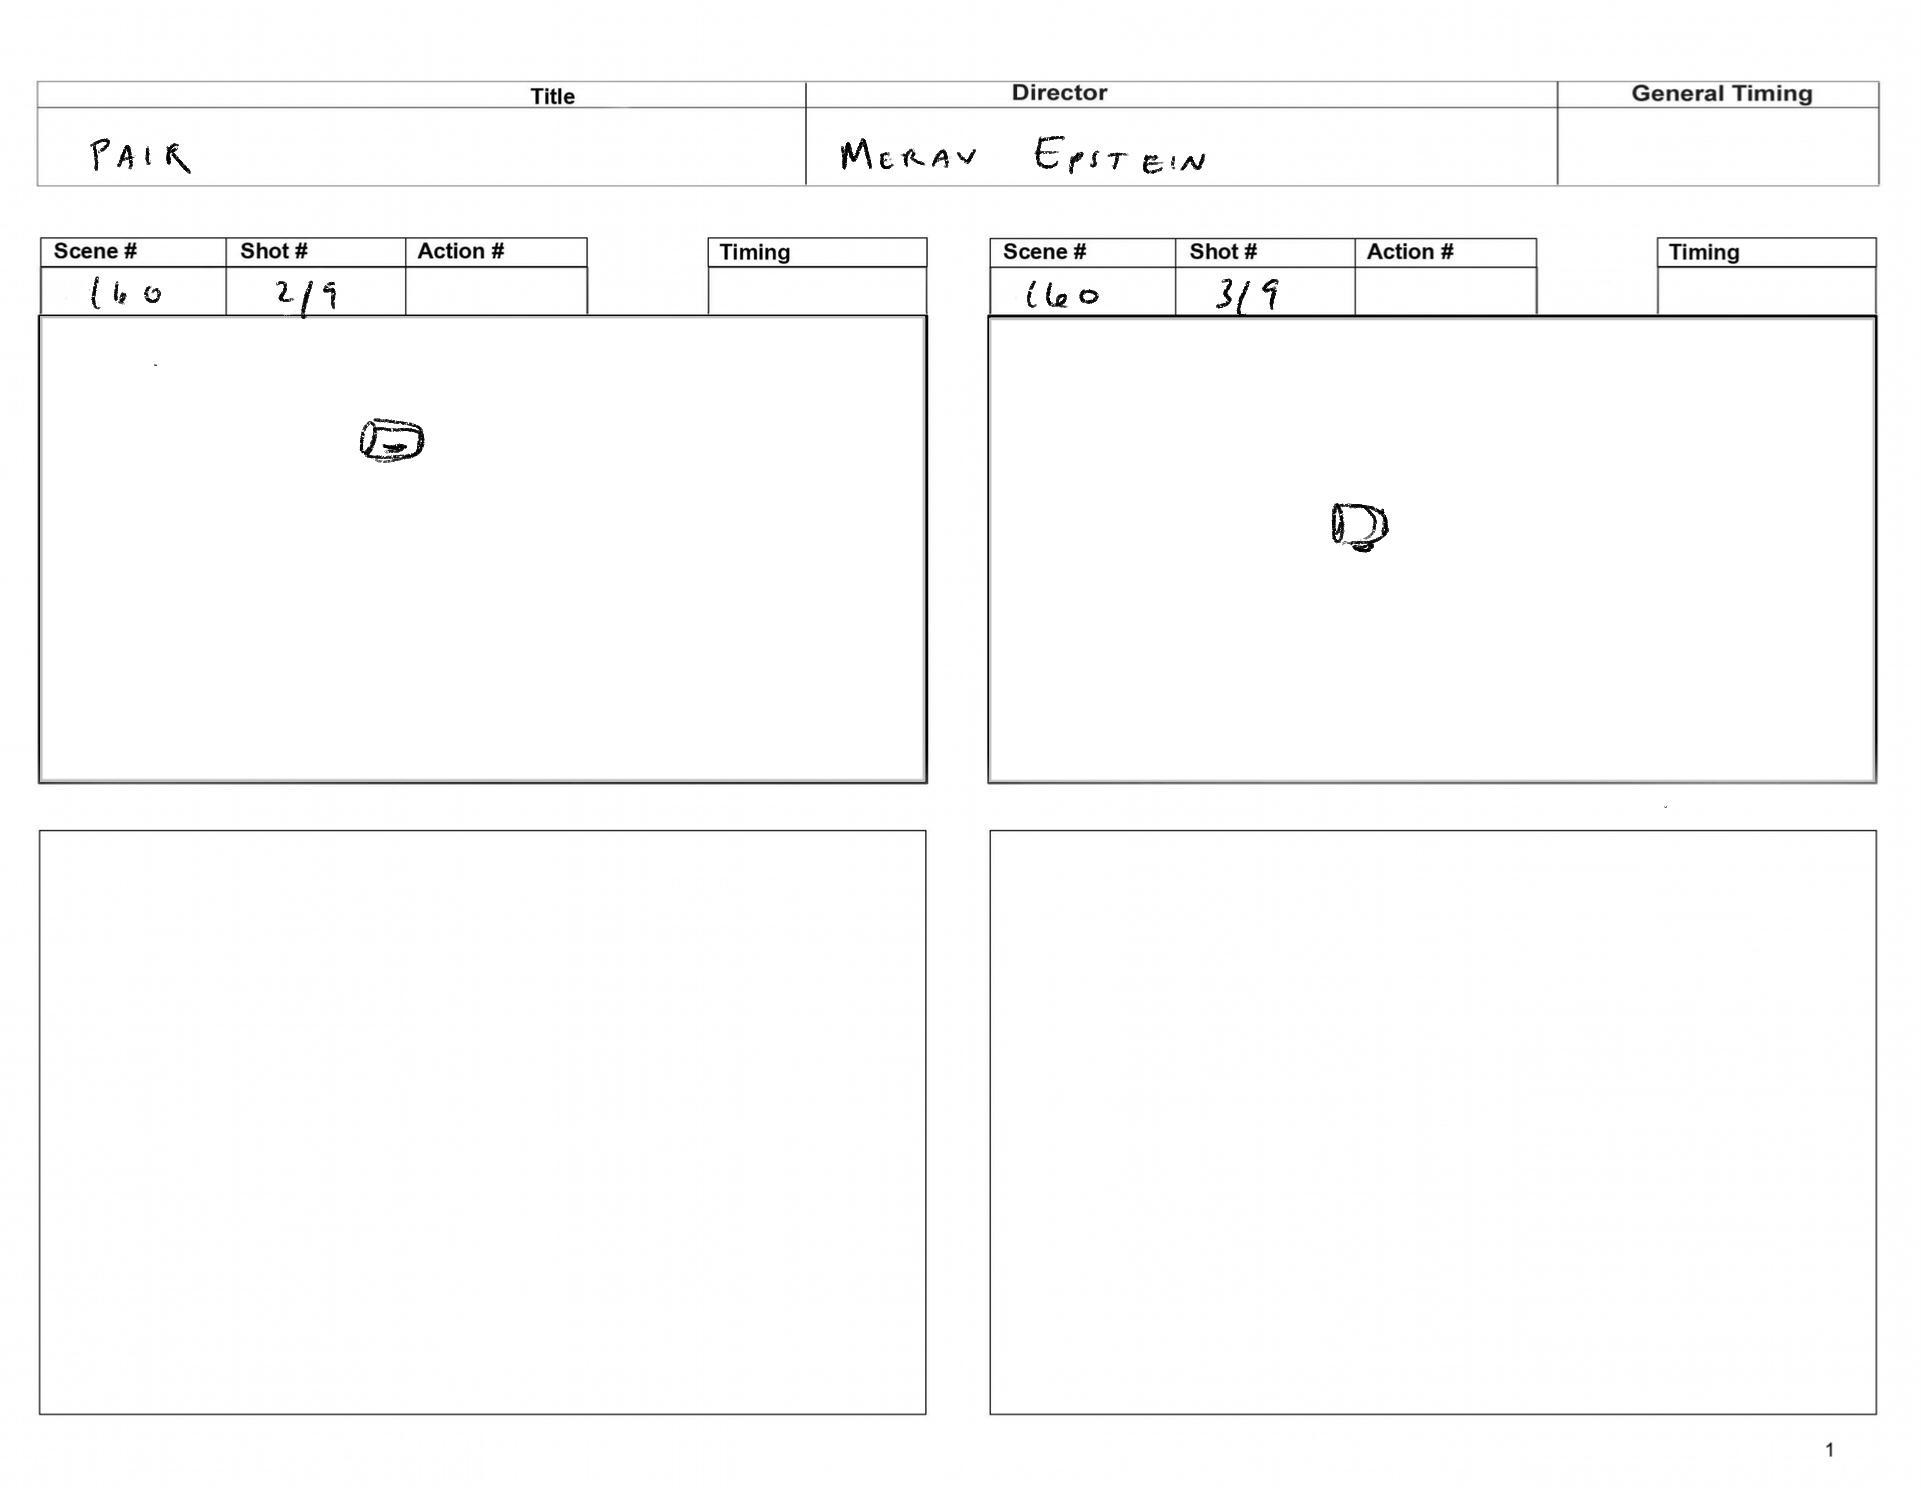 Title Director General Timing
PAIR MERAV EPSTEIN
Scene # Shot # Action # Timing
160 2/9
Scene # Shot # Action # Timing
160 3/9
1